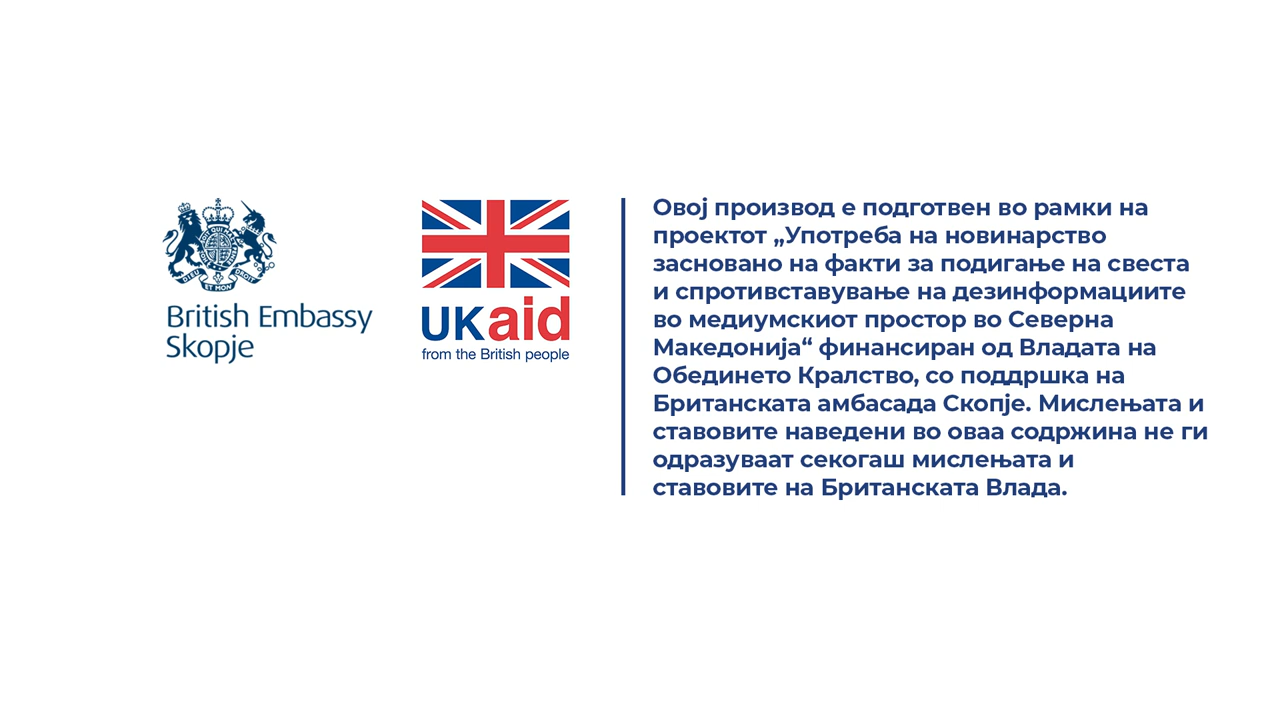 British Embassy
Skopje
UKaid
from the British people
Овој производ е подготвен во рамки на
проектот „Употреба на новинарство
засновано на факти за подигање на свеста
и спротивставување на дезинформациите
во медиумскиот простор во Северна
Македонија“ финансиран од Владата на
Обединето Кралство, со поддршка на
Британската амбасада Скопје. Мислењата и
ставовите наведени во оваа содржина не ги
одразуваат секогаш мислењата и
ставовите на Британската Влада.